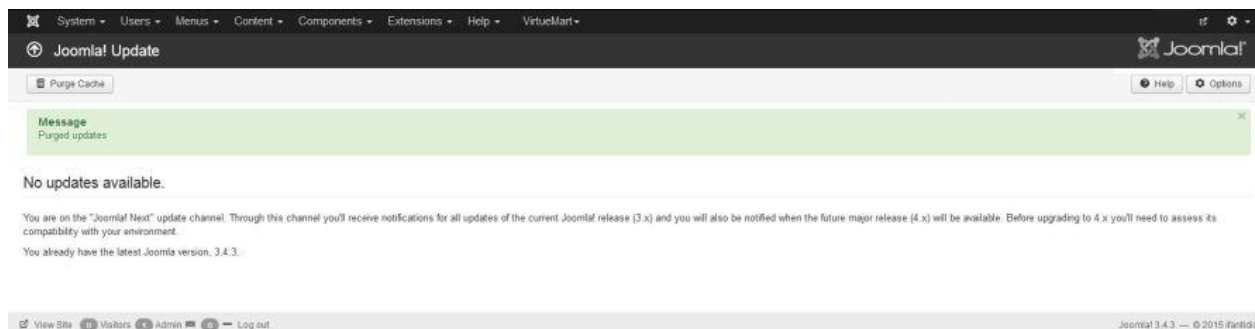 System Users Menus Content Components Extensions Help VirtueMart
Joomla! Update
Joomla!
Purge Cache
Help Options
Message
Purged updates
No updates available.
You are on the "Joomla! Next" update channel. Through this channel you'll receive notifications for all updates of the current Joomla! release (3.x) and you will also be notified when the future major release (4.x) will be available. Before upgrading to 4.x you'll need to assess its
compatibility with your environment.
You already have the latest Joomla version, 3.4.3.
View Site 0 Visitors 1 Admin 0 Log out
Joomla! 3.4.3 — © 2015